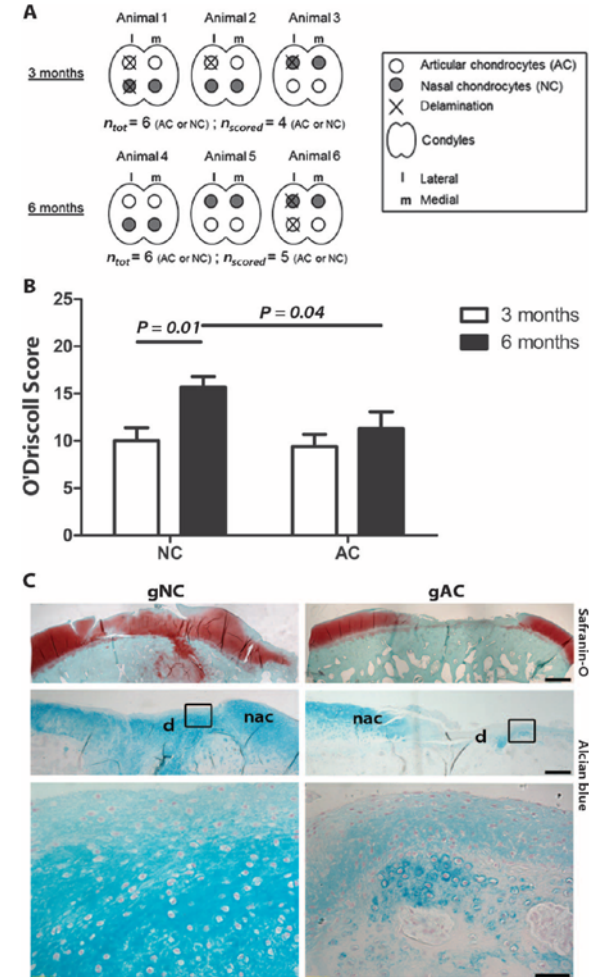 A
Animal 1 Animal 2 Animal 3
l m l m l m
3 months
n_tot = 6 (AC or NC) ; n_scored = 4 (AC or NC)
Animal 4 Animal 5 Animal 6
l m l m l m
6 months
n_tot = 6 (AC or NC) ; n_scored = 5 (AC or NC)
Articular chondrocytes (AC)
Nasal chondrocytes (NC)
Delamination
Condyles
l Lateral
m Medial
B
O'Driscoll Score
25
20
15
10
5
0
P = 0.01
P = 0.04
NC AC
3 months
6 months
C
gNC gAC
Safranin-O
d nac
nac d
Alcian blue